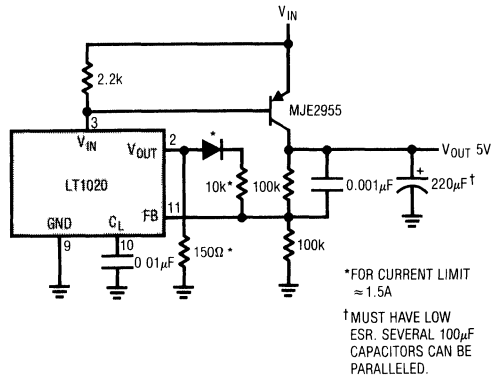 VIN
2.2k
MJE2955
3
VIN
2
VOUT
*
VOUT 5V
LT1020
10k*
100k
0.001µF
+
220µF†
11
FB
GND
CL
9
10
0.01µF
150Ω*
100k
*FOR CURRENT LIMIT
≈1.5A
†MUST HAVE LOW
ESR. SEVERAL 100µF
CAPACITORS CAN BE
PARALLELED.